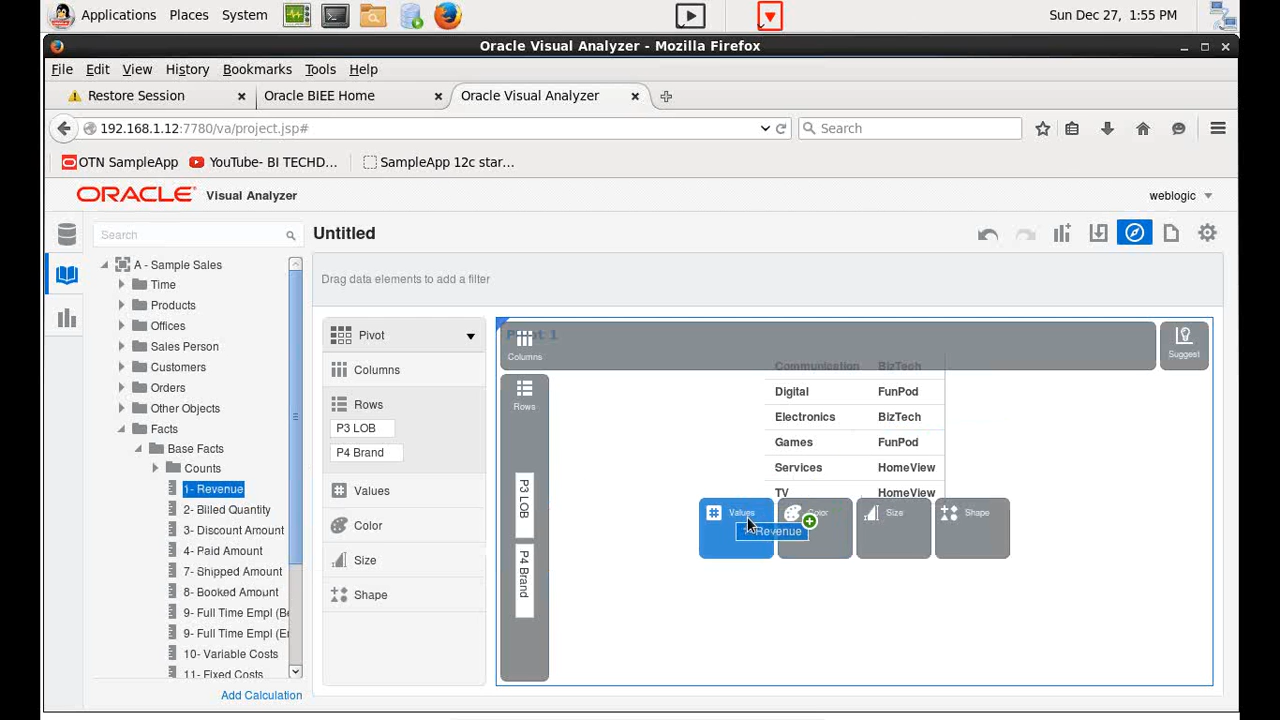 Applications Places System
Sun Dec 27, 1:55 PM
Oracle Visual Analyzer - Mozilla Firefox
File Edit View History Bookmarks Tools Help
Restore Session
Oracle BIEE Home
Oracle Visual Analyzer
192.168.1.12:7780/va/project.jsp#
Search
OTN SampleApp
YouTube- BI TECHD...
SampleApp 12c star...
ORACLE Visual Analyzer
weblogic
Search
Untitled
A - Sample Sales
Time
Products
Offices
Sales Person
Customers
Orders
Other Objects
Facts
Base Facts
Counts
1- Revenue
2- Billed Quantity
3- Discount Amount
4- Paid Amount
7- Shipped Amount
8- Booked Amount
9- Full Time Empl (B
9- Full Time Empl (E
10- Variable Costs
11- Fixed Costs
Add Calculation
Drag data elements to add a filter
Pivot
Columns
Rows
P3 LOB
P4 Brand
Values
Color
Size
Shape
Pivot 1
Columns
Suggest
Rows
P3 LOB
P4 Brand
Communication BizTech
Digital FunPod
Electronics BizTech
Games FunPod
Services HomeView
TV HomeView
Values
Color
Size
Shape
Revenue